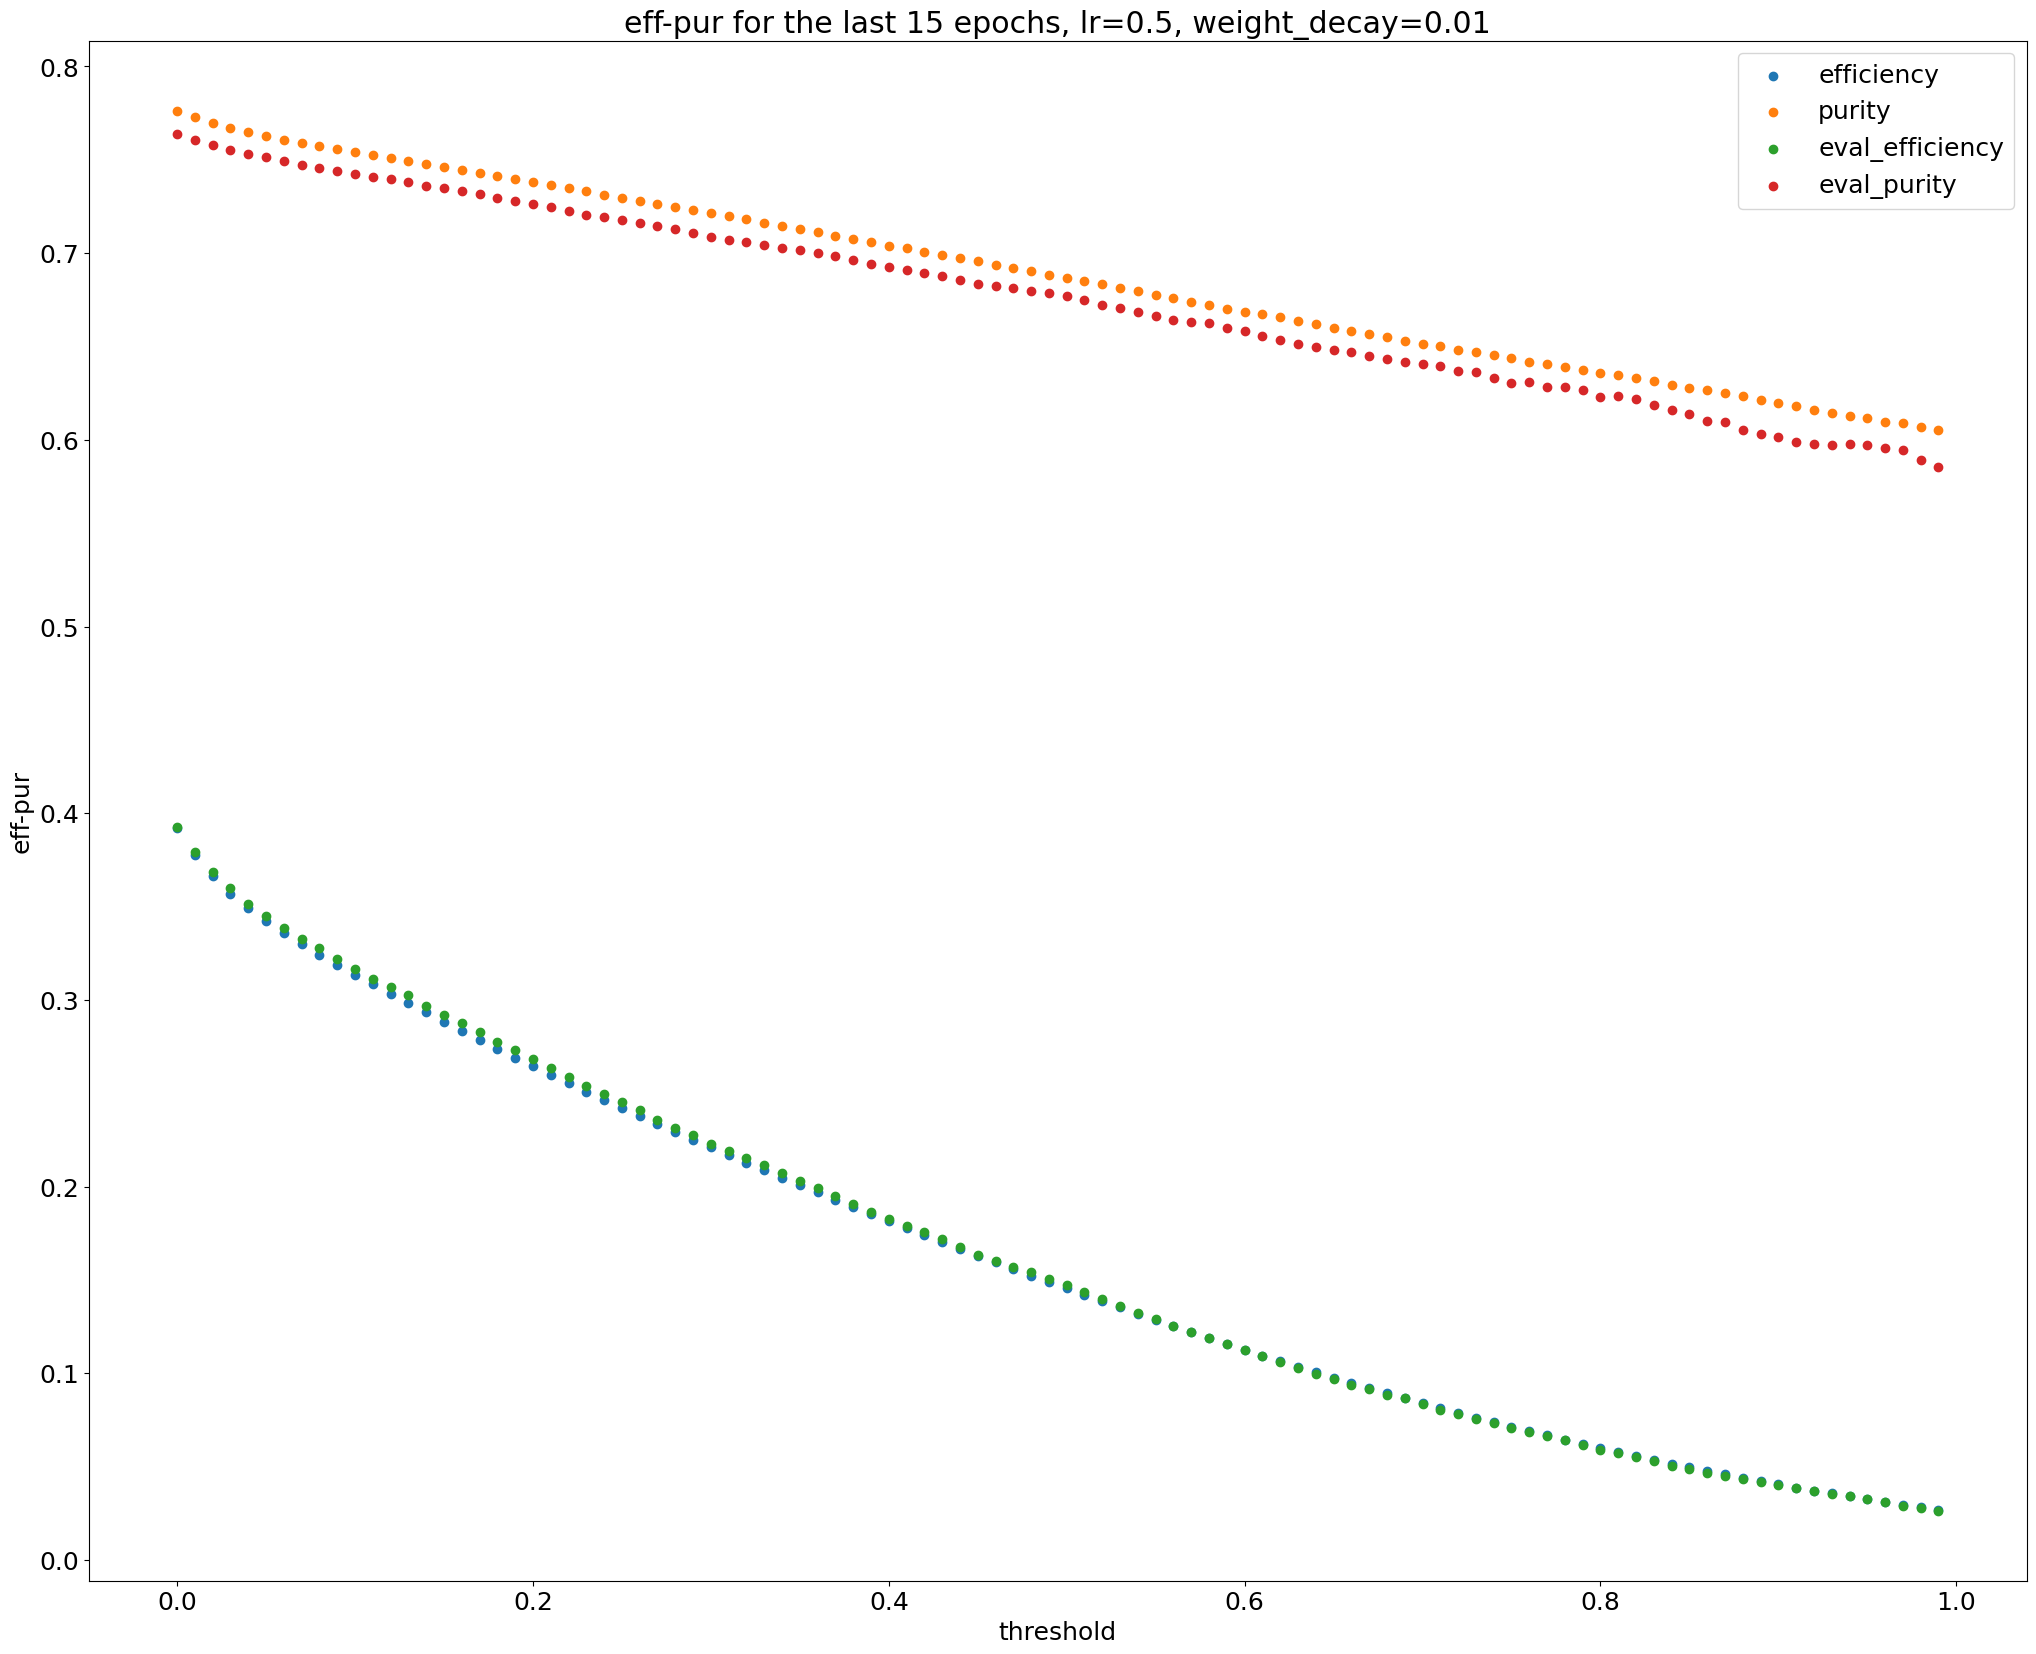 eff-pur for the last 15 epochs, lr=0.5, weight_decay=0.01
efficiency
purity
eval_efficiency
eval_purity
0.8
0.7
0.6
0.5
0.4
0.3
0.2
0.1
0.0
eff-pur
0.0 0.2 0.4 0.6 0.8 1.0
threshold